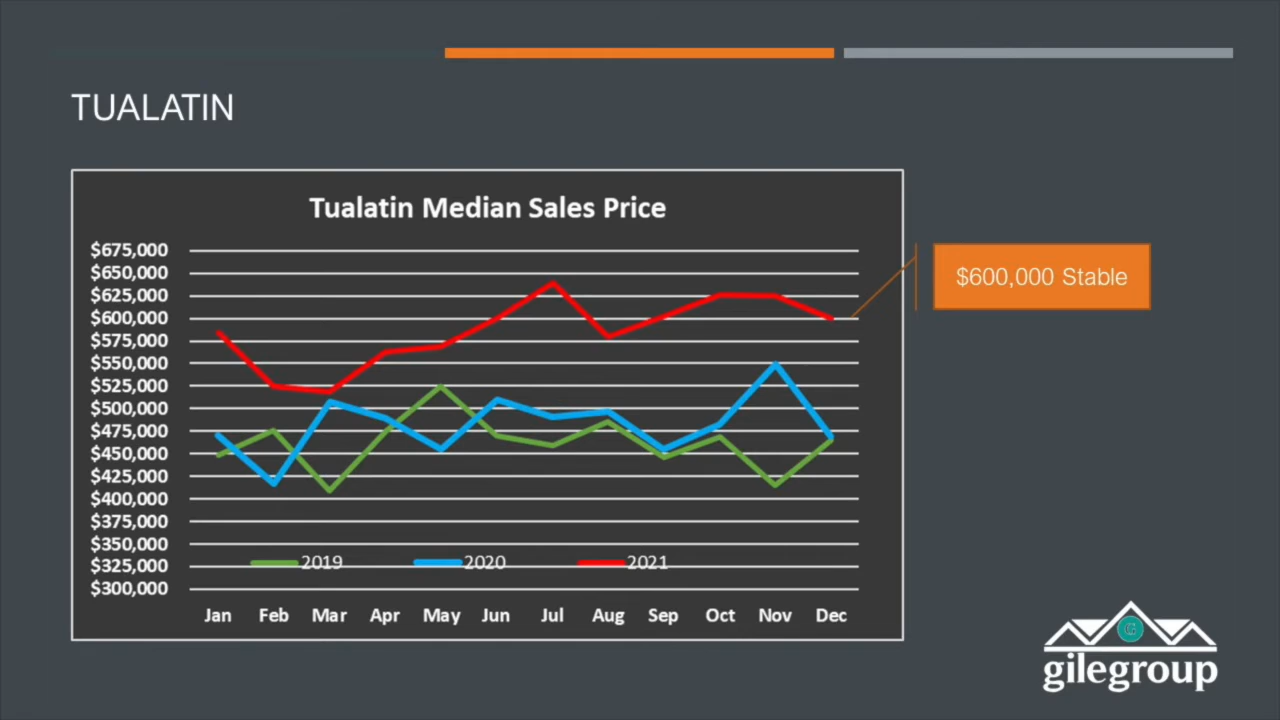 TUALATIN
Tualatin Median Sales Price
$675,000
$650,000
$625,000
$600,000
$575,000
$550,000
$525,000
$500,000
$475,000
$450,000
$425,000
$400,000
$375,000
$350,000
$325,000
$300,000
2019 2020 2021
Jan Feb Mar Apr May Jun Jul Aug Sep Oct Nov Dec
$600,000 Stable
G
gilegroup